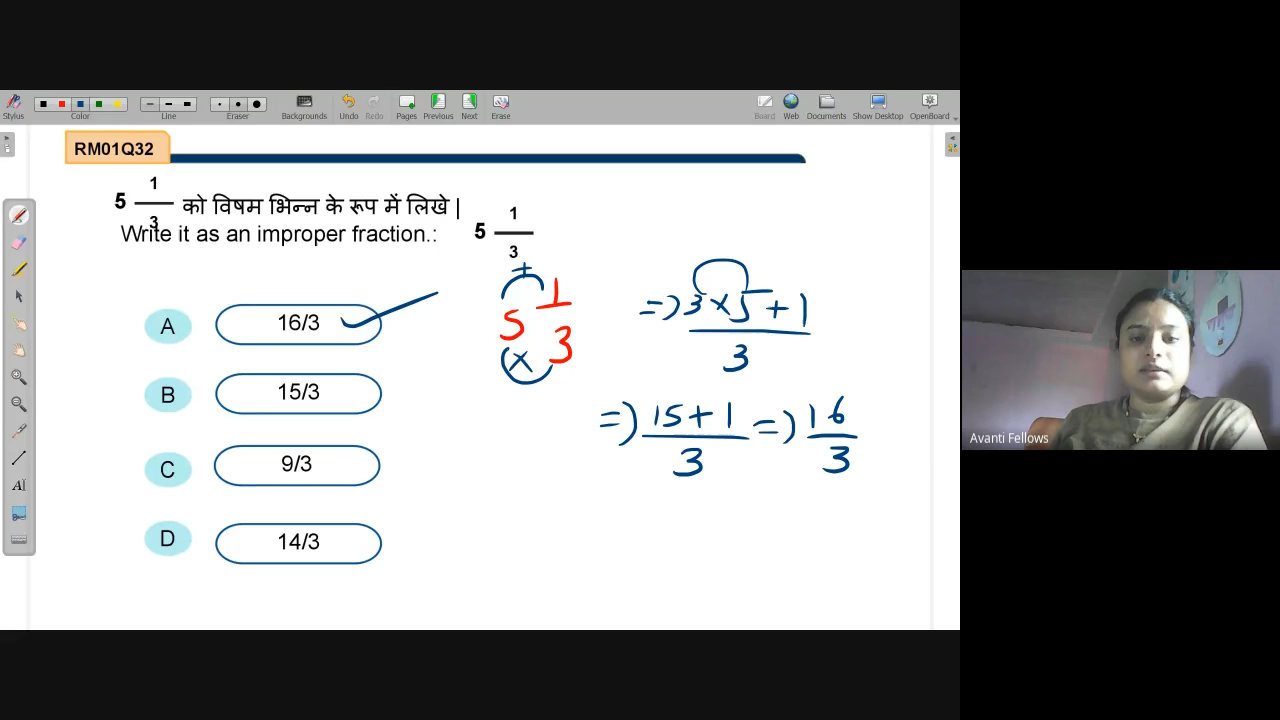 Stylus
Color
Line
Eraser
Backgrounds
Undo
Redo
Pages
Previous
Next
Erase
Board
Web
Documents
Show Desktop
OpenBoard
RM01Q32
5 1/3 को विषम भिन्न के रूप में लिखे |
Write it as an improper fraction.: 5 1/3
A 16/3
B 15/3
C 9/3
D 14/3
+
5 1/3
×
=> 3×5+1
3
=> 15+1/3 => 16/3
Avanti Fellows